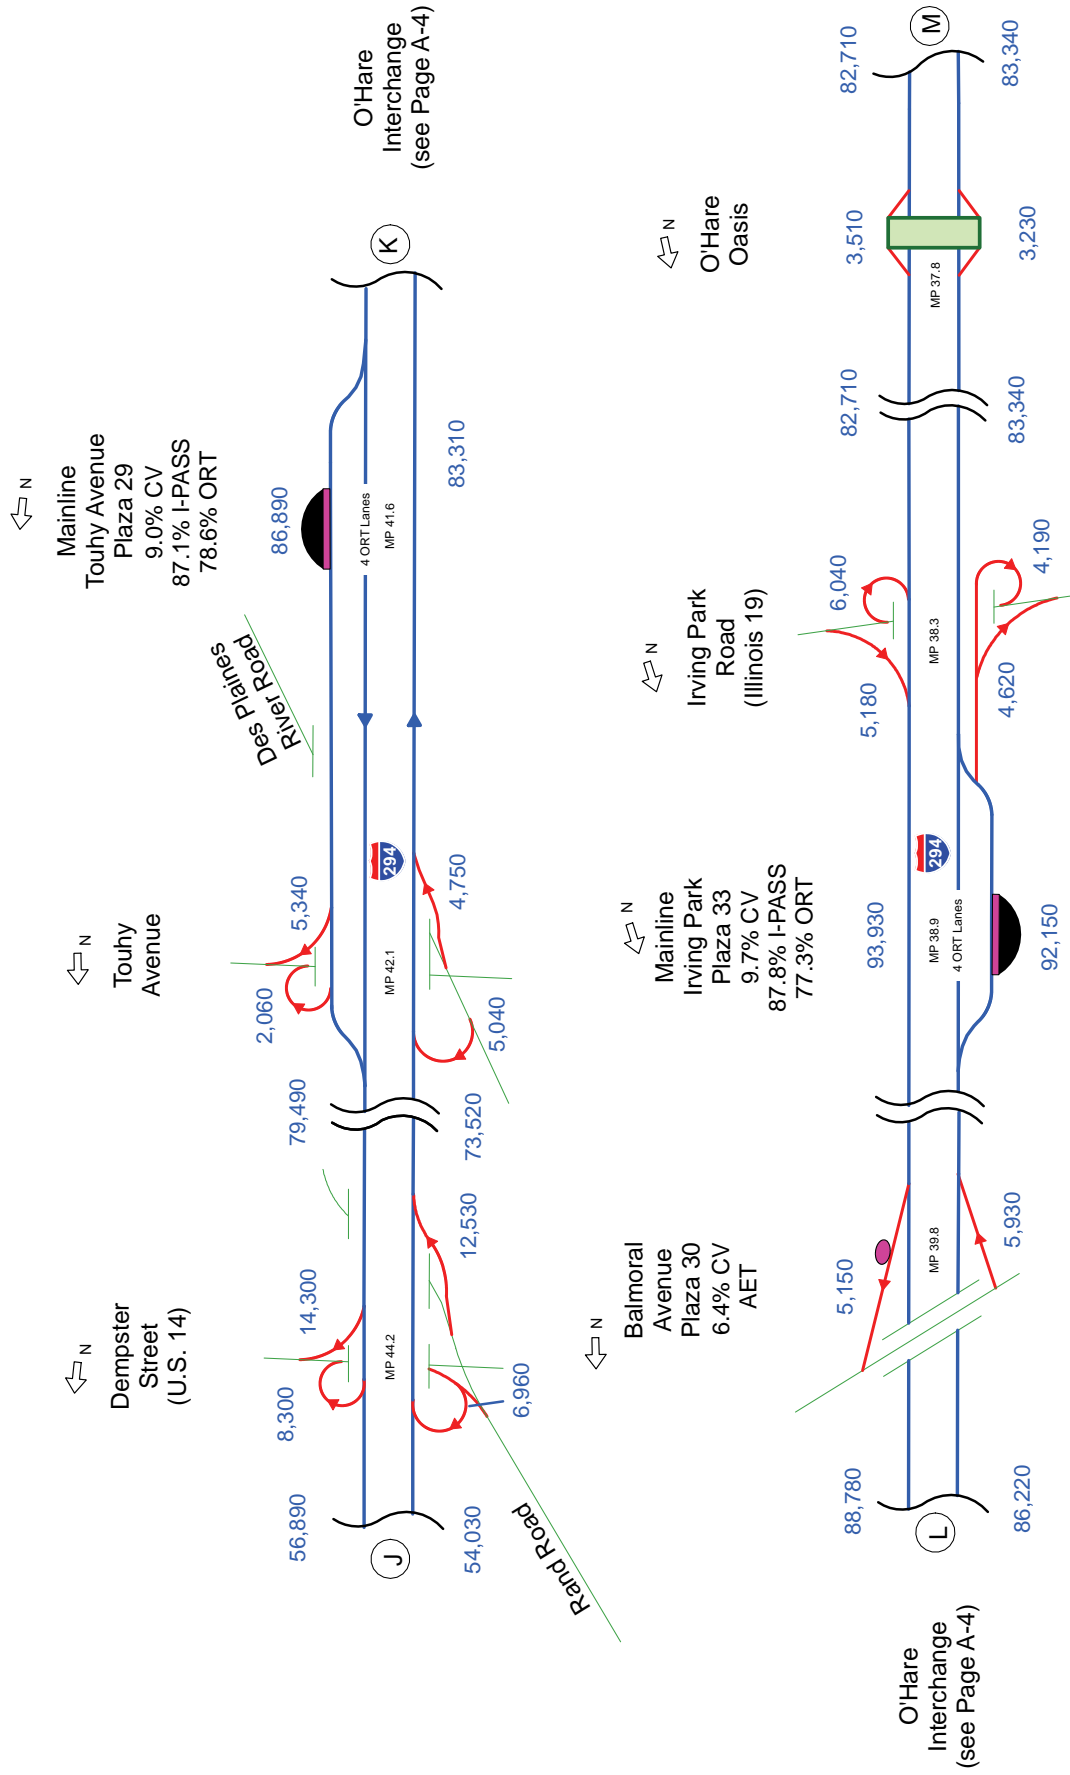 N
Dempster
Street
(U.S. 14)
N
Touhy
Avenue
N
Mainline
Touhy Avenue
Plaza 29
9.0% CV
87.1% I-PASS
78.6% ORT
Des Plaines
River Road
O'Hare
Interchange
(see Page A-4)
56,890
8,300
14,300
79,490
2,060
5,340
86,890
J
MP 44.2
MP 42.1
294
4 ORT Lanes
MP 41.6
K
54,030
6,960
12,530
73,520
5,040
4,750
83,310
Rand Road
N
Balmoral
Avenue
Plaza 30
6.4% CV
AET
N
Mainline
Irving Park
Plaza 33
9.7% CV
87.8% I-PASS
77.3% ORT
N
Irving Park
Road
(Illinois 19)
N
O'Hare
Oasis
O'Hare
Interchange
(see Page A-4)
88,780
5,150
93,930
5,180
6,040
82,710
3,510
82,710
L
MP 39.8
MP 38.9
4 ORT Lanes
294
MP 38.3
MP 37.8
M
86,220
5,930
92,150
4,620
4,190
83,340
3,230
83,340